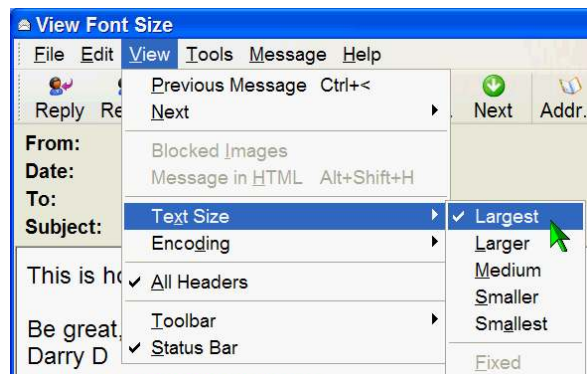 View Font Size
File Edit View Tools Message Help
Reply Re Next Addr.
Previous Message Ctrl+<
Next
Blocked Images
Message in HTML Alt+Shift+H
Text Size
Encoding
All Headers
Toolbar
Status Bar
Largest
Larger
Medium
Smaller
Smallest
Fixed
From:
Date:
To:
Subject:
This is ho
Be great,
Darry D